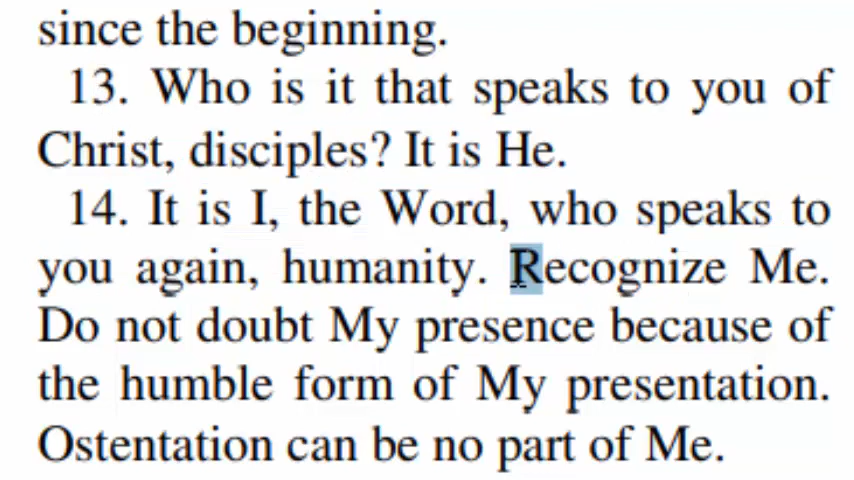 since the beginning.
13. Who is it that speaks to you of
Christ, disciples? It is He.
14. It is I, the Word, who speaks to
you again, humanity. Recognize Me.
Do not doubt My presence because of
the humble form of My presentation.
Ostentation can be no part of Me.